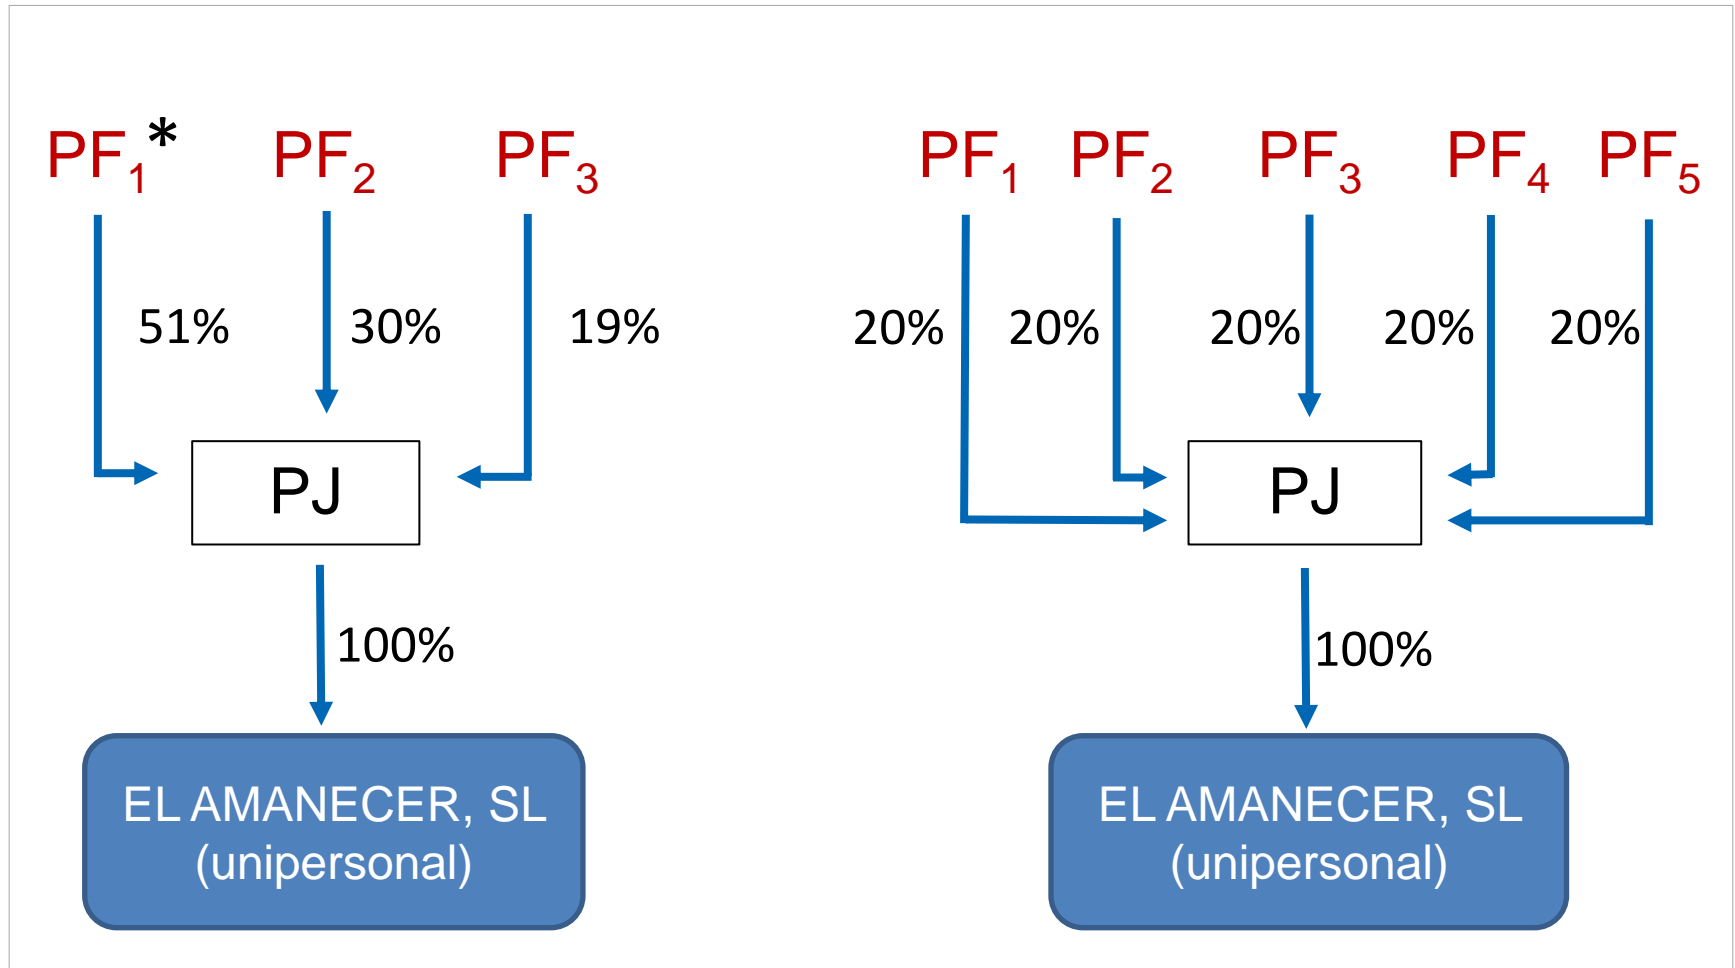 PF₁* PF₂ PF₃
51% 30% 19%
PJ
100%
EL AMANECER, SL
(unipersonal)
PF₁ PF₂ PF₃ PF₄ PF₅
20% 20% 20% 20% 20%
PJ
100%
EL AMANECER, SL
(unipersonal)